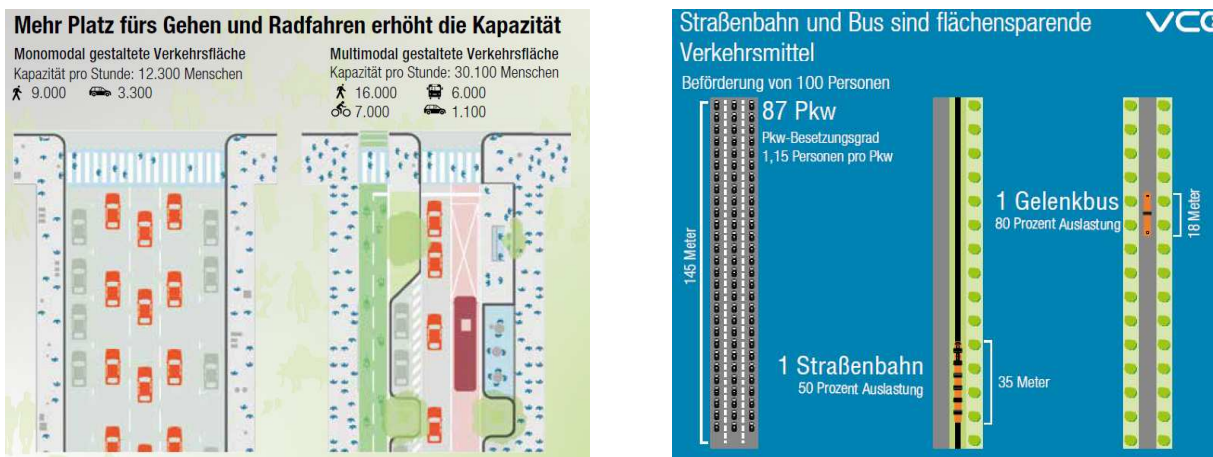 Mehr Platz fürs Gehen und Radfahren erhöht die Kapazität
Monomodal gestaltete Verkehrsfläche
Kapazität pro Stunde: 12.300 Menschen
9.000 3.300
Multimodal gestaltete Verkehrsfläche
Kapazität pro Stunde: 30.100 Menschen
16.000 6.000
7.000 1.100
Straßenbahn und Bus sind flächensparende
Verkehrsmittel
Beförderung von 100 Personen
87 Pkw
Pkw-Besetzungsgrad
1,15 Personen pro Pkw
145 Meter
1 Gelenkbus
80 Prozent Auslastung
18 Meter
1 Straßenbahn
50 Prozent Auslastung
35 Meter